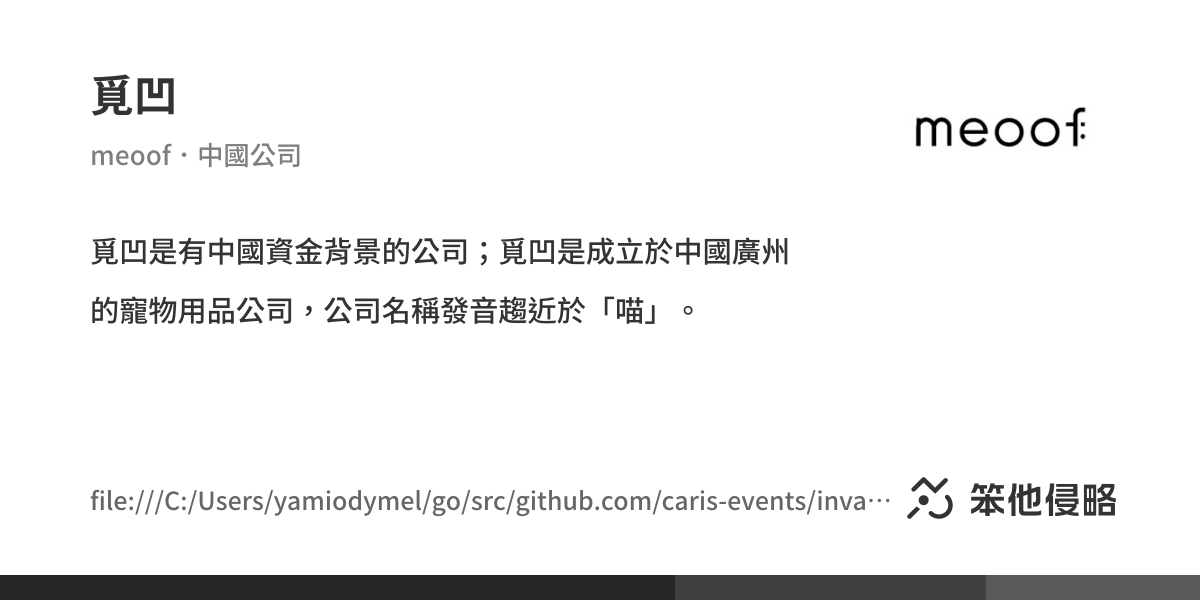 覓凹
meoof・中國公司
meoof
覓凹是有中國資金背景的公司；覓凹是成立於中國廣州
的寵物用品公司，公司名稱發音趨近於「喵」。
file:///C:/Users/yamiodymel/go/src/github.com/caris-events/inva…
笨他侵略